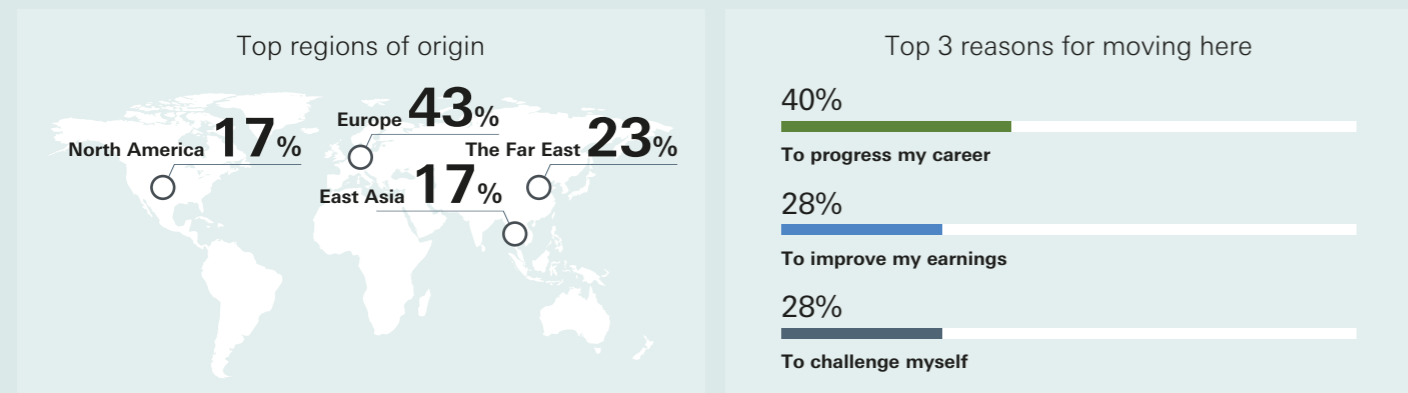 Top regions of origin
Europe 43%
North America 17%
The Far East 23%
East Asia 17%
Top 3 reasons for moving here
40%
To progress my career
28%
To improve my earnings
28%
To challenge myself